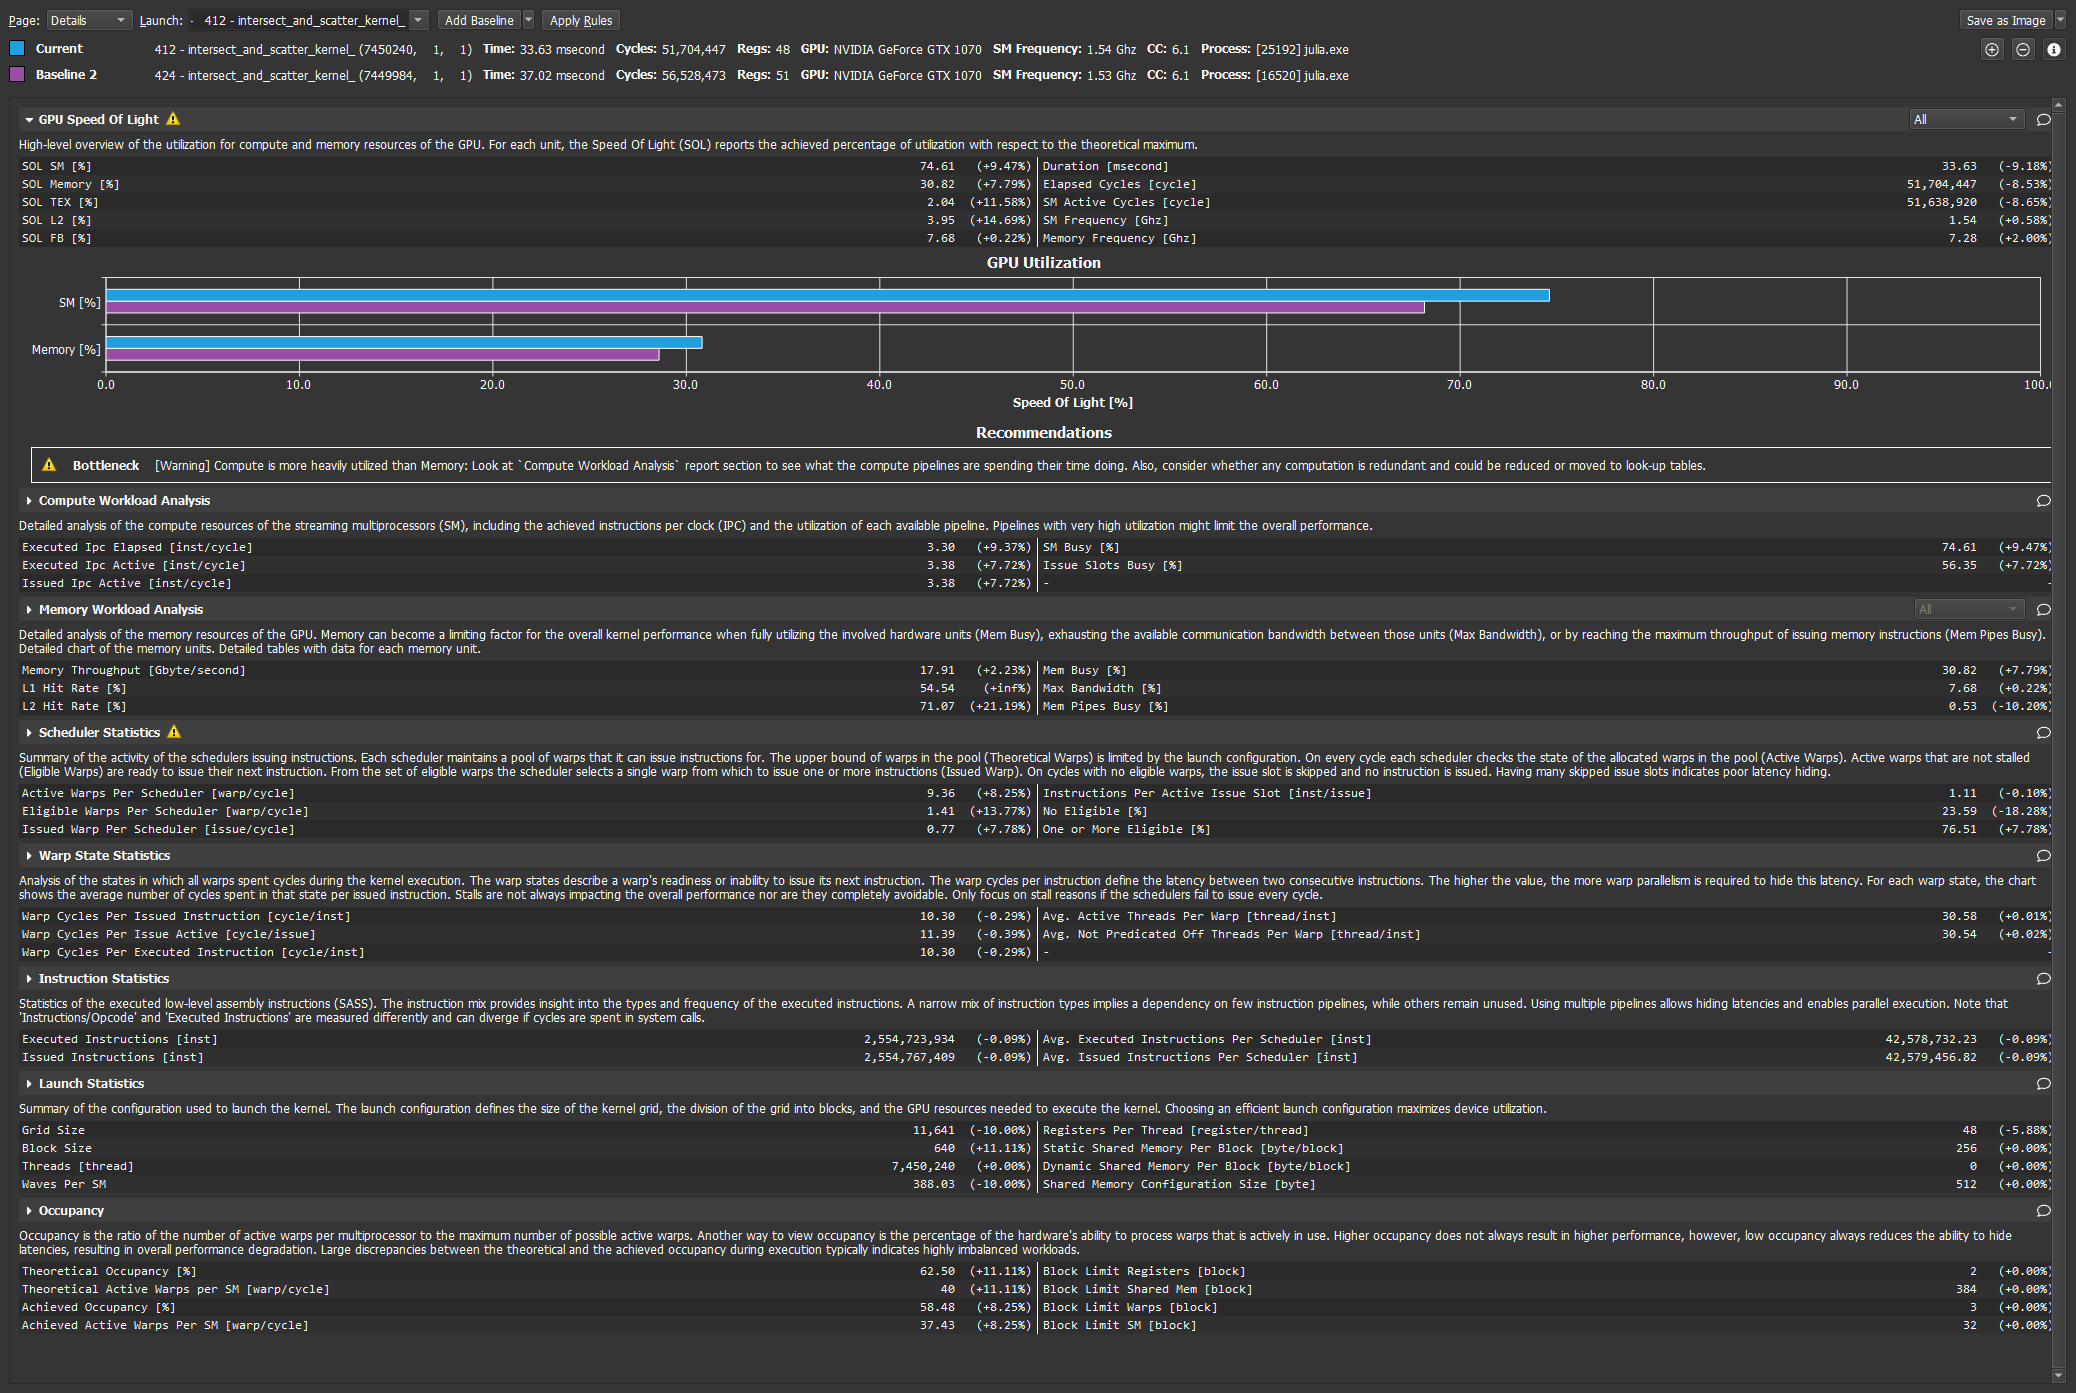 Page: Details Launch: - 412 - intersect_and_scatter_kernel_ Add Baseline Apply Rules Save as Image
Current 412 - intersect_and_scatter_kernel_ (7450240, 1, 1) Time: 33.63 msecond Cycles: 51,704,447 Regs: 48 GPU: NVIDIA GeForce GTX 1070 SM Frequency: 1.54 Ghz CC: 6.1 Process: [25192] julia.exe
Baseline 2 424 - intersect_and_scatter_kernel_ (7449984, 1, 1) Time: 37.02 msecond Cycles: 56,528,473 Regs: 51 GPU: NVIDIA GeForce GTX 1070 SM Frequency: 1.53 Ghz CC: 6.1 Process: [16520] julia.exe
GPU Speed Of Light All
High-level overview of the utilization for compute and memory resources of the GPU. For each unit, the Speed Of Light (SOL) reports the achieved percentage of utilization with respect to the theoretical maximum.
SOL SM [%] 74.61 (+9.47%) Duration [msecond] 33.63 (-9.18%)
SOL Memory [%] 30.82 (+7.79%) Elapsed Cycles [cycle] 51,704,447 (-8.53%)
SOL TEX [%] 2.04 (+11.58%) SM Active Cycles [cycle] 51,638,920 (-8.65%)
SOL L2 [%] 3.95 (+14.69%) SM Frequency [Ghz] 1.54 (+0.58%)
SOL FB [%] 7.68 (+0.22%) Memory Frequency [Ghz] 7.28 (+2.00%)
GPU Utilization
SM [%]
Memory [%]
0.0 10.0 20.0 30.0 40.0 50.0 60.0 70.0 80.0 90.0 100.
Speed Of Light [%]
Recommendations
Bottleneck [Warning] Compute is more heavily utilized than Memory: Look at `Compute Workload Analysis` report section to see what the compute pipelines are spending their time doing. Also, consider whether any computation is redundant and could be reduced or moved to look-up tables.
Compute Workload Analysis
Detailed analysis of the compute resources of the streaming multiprocessors (SM), including the achieved instructions per clock (IPC) and the utilization of each available pipeline. Pipelines with very high utilization might limit the overall performance.
Executed Ipc Elapsed [inst/cycle] 3.30 (+9.37%) SM Busy [%] 74.61 (+9.47%)
Executed Ipc Active [inst/cycle] 3.38 (+7.72%) Issue Slots Busy [%] 56.35 (+7.72%)
Issued Ipc Active [inst/cycle] 3.38 (+7.72%) - -
Memory Workload Analysis All
Detailed analysis of the memory resources of the GPU. Memory can become a limiting factor for the overall kernel performance when fully utilizing the involved hardware units (Mem Busy), exhausting the available communication bandwidth between those units (Max Bandwidth), or by reaching the maximum throughput of issuing memory instructions (Mem Pipes Busy).
Detailed chart of the memory units. Detailed tables with data for each memory unit.
Memory Throughput [Gbyte/second] 17.91 (+2.23%) Mem Busy [%] 30.82 (+7.79%)
L1 Hit Rate [%] 54.54 (+inf%) Max Bandwidth [%] 7.68 (+0.22%)
L2 Hit Rate [%] 71.07 (+21.19%) Mem Pipes Busy [%] 0.53 (-10.20%)
Scheduler Statistics
Summary of the activity of the schedulers issuing instructions. Each scheduler maintains a pool of warps that it can issue instructions for. The upper bound of warps in the pool (Theoretical Warps) is limited by the launch configuration. On every cycle each scheduler checks the state of the allocated warps in the pool (Active Warps). Active warps that are not stalled
(Eligible Warps) are ready to issue their next instruction. From the set of eligible warps the scheduler selects a single warp from which to issue one or more instructions (Issued Warp). On cycles with no eligible warps, the issue slot is skipped and no instruction is issued. Having many skipped issue slots indicates poor latency hiding.
Active Warps Per Scheduler [warp/cycle] 9.36 (+8.25%) Instructions Per Active Issue Slot [inst/issue] 1.11 (-0.10%)
Eligible Warps Per Scheduler [warp/cycle] 1.41 (+13.77%) No Eligible [%] 23.59 (-18.28%)
Issued Warp Per Scheduler [issue/cycle] 0.77 (+7.78%) One or More Eligible [%] 76.51 (+7.78%)
Warp State Statistics
Analysis of the states in which all warps spent cycles during the kernel execution. The warp states describe a warp's readiness or inability to issue its next instruction. The warp cycles per instruction define the latency between two consecutive instructions. The higher the value, the more warp parallelism is required to hide this latency. For each warp state, the chart
shows the average number of cycles spent in that state per issued instruction. Stalls are not always impacting the overall performance nor are they completely avoidable. Only focus on stall reasons if the schedulers fail to issue every cycle.
Warp Cycles Per Issued Instruction [cycle/inst] 10.30 (-0.29%) Avg. Active Threads Per Warp [thread/inst] 30.58 (+0.01%)
Warp Cycles Per Issue Active [cycle/issue] 11.39 (-0.39%) Avg. Not Predicated Off Threads Per Warp [thread/inst] 30.54 (+0.02%)
Warp Cycles Per Executed Instruction [cycle/inst] 10.30 (-0.29%) - -
Instruction Statistics
Statistics of the executed low-level assembly instructions (SASS). The instruction mix provides insight into the types and frequency of the executed instructions. A narrow mix of instruction types implies a dependency on few instruction pipelines, while others remain unused. Using multiple pipelines allows hiding latencies and enables parallel execution. Note that
'Instructions/Opcode' and 'Executed Instructions' are measured differently and can diverge if cycles are spent in system calls.
Executed Instructions [inst] 2,554,723,934 (-0.09%) Avg. Executed Instructions Per Scheduler [inst] 42,578,732.23 (-0.09%)
Issued Instructions [inst] 2,554,767,409 (-0.09%) Avg. Issued Instructions Per Scheduler [inst] 42,579,456.82 (-0.09%)
Launch Statistics
Summary of the configuration used to launch the kernel. The launch configuration defines the size of the kernel grid, the division of the grid into blocks, and the GPU resources needed to execute the kernel. Choosing an efficient launch configuration maximizes device utilization.
Grid Size 11,641 (-10.00%) Registers Per Thread [register/thread] 48 (-5.88%)
Block Size 640 (+11.11%) Static Shared Memory Per Block [byte/block] 256 (+0.00%)
Threads [thread] 7,450,240 (+0.00%) Dynamic Shared Memory Per Block [byte/block] 0 (+0.00%)
Waves Per SM 388.03 (-10.00%) Shared Memory Configuration Size [byte] 512 (+0.00%)
Occupancy
Occupancy is the ratio of the number of active warps per multiprocessor to the maximum number of possible active warps. Another way to view occupancy is the percentage of the hardware's ability to process warps that is actively in use. Higher occupancy does not always result in higher performance, however, low occupancy always reduces the ability to hide
latencies, resulting in overall performance degradation. Large discrepancies between the theoretical and the achieved occupancy during execution typically indicates highly imbalanced workloads.
Theoretical Occupancy [%] 62.50 (+11.11%) Block Limit Registers [block] 2 (+0.00%)
Theoretical Active Warps per SM [warp/cycle] 40 (+11.11%) Block Limit Shared Mem [block] 384 (+0.00%)
Achieved Occupancy [%] 58.48 (+8.25%) Block Limit Warps [block] 3 (+0.00%)
Achieved Active Warps Per SM [warp/cycle] 37.43 (+8.25%) Block Limit SM [block] 32 (+0.00%)